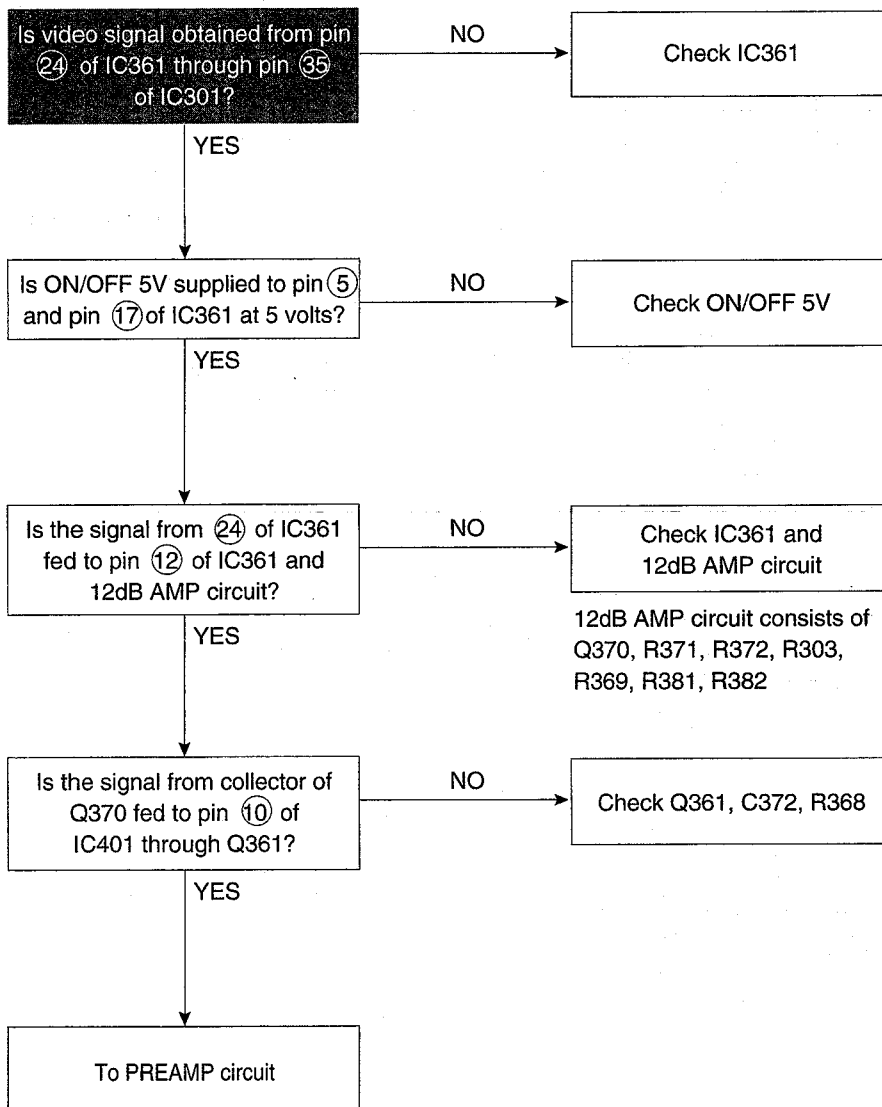 Is video signal obtained from pin
24 of IC361 through pin 35
of IC301?
NO
Check IC361
YES
Is ON/OFF 5V supplied to pin 5
and pin 17 of IC361 at 5 volts?
NO
Check ON/OFF 5V
YES
Is the signal from 24 of IC361
fed to pin 12 of IC361 and
12dB AMP circuit?
NO
Check IC361 and
12dB AMP circuit
12dB AMP circuit consists of
Q370, R371, R372, R303,
R369, R381, R382
YES
Is the signal from collector of
Q370 fed to pin 10 of
IC401 through Q361?
NO
Check Q361, C372, R368
YES
To PREAMP circuit